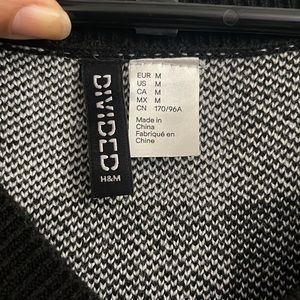 DIVIDED
H&M
EUR M
US M
CA M
MX M
CN 170/96A
Made in
China
Fabriqué en
Chine